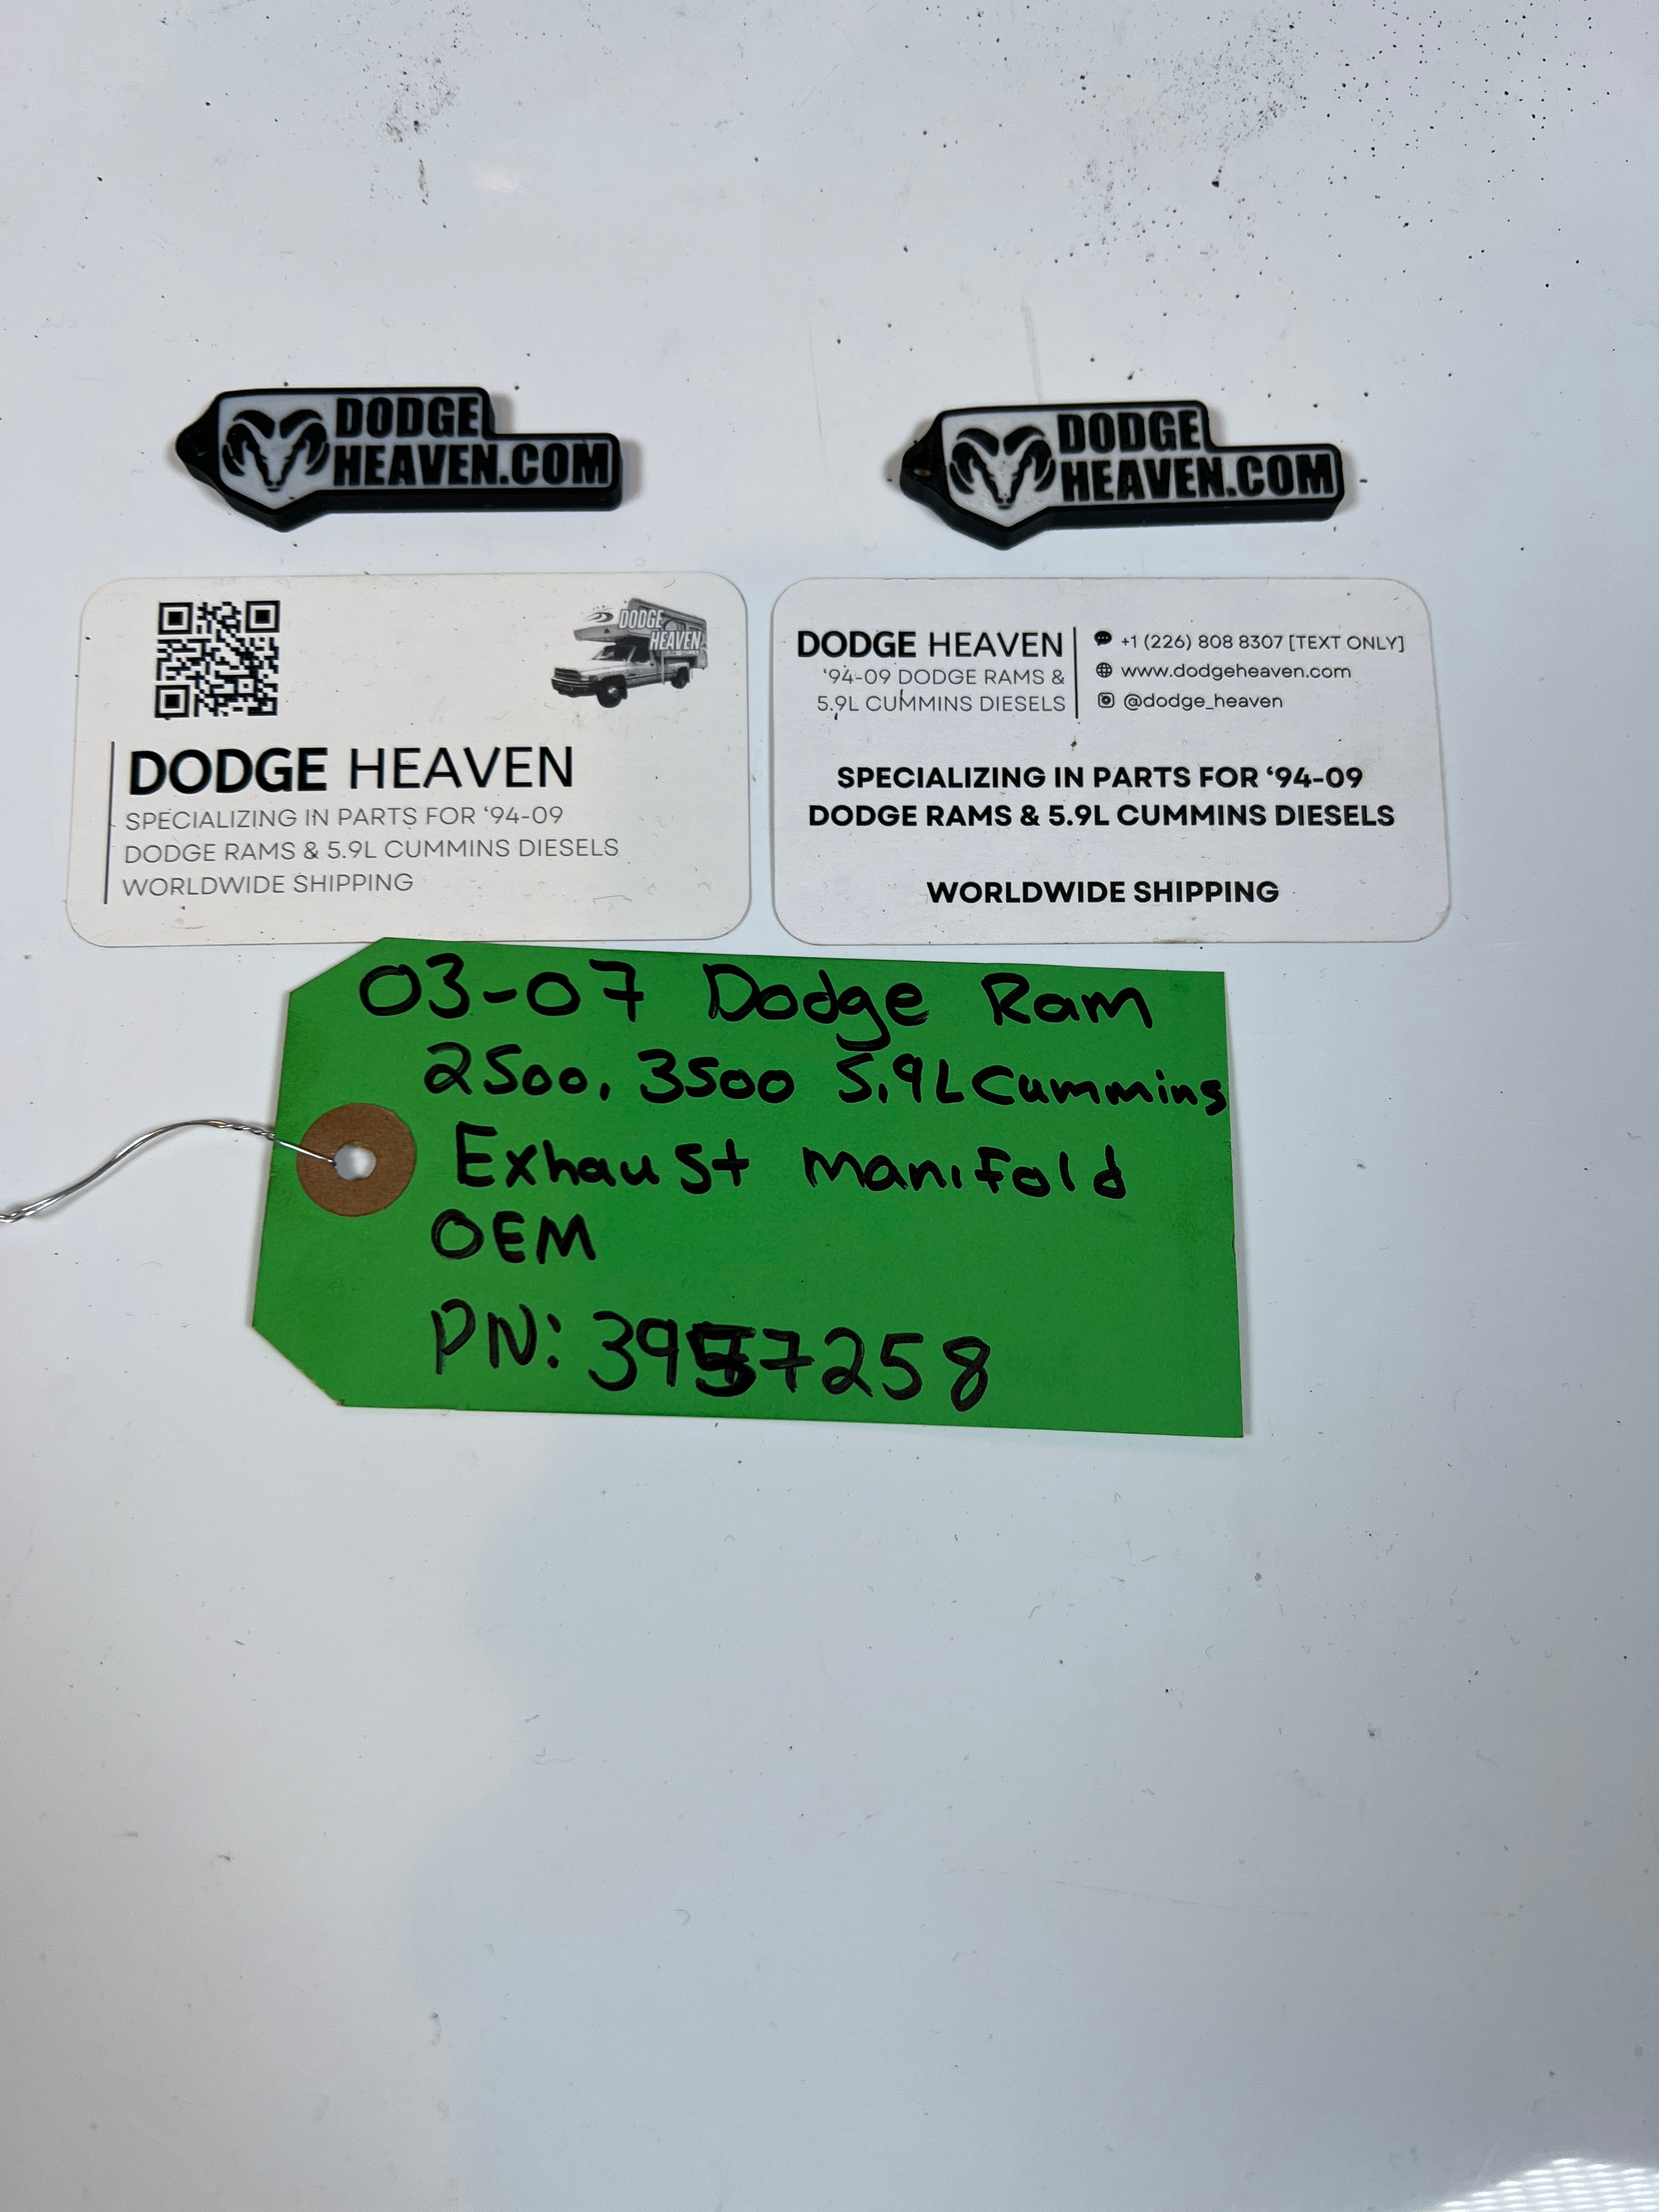 DODGE
HEAVEN.COM
DODGE
HEAVEN.COM
DODGE
HEAVEN
DODGE HEAVEN
SPECIALIZING IN PARTS FOR ‘94-09
DODGE RAMS & 5.9L CUMMINS DIESELS
WORLDWIDE SHIPPING
DODGE HEAVEN
‘94-09 DODGE RAMS &
5.9L CUMMINS DIESELS
+1 (226) 808 8307 [TEXT ONLY]
www.dodgeheaven.com
@dodge_heaven
SPECIALIZING IN PARTS FOR ‘94-09
DODGE RAMS & 5.9L CUMMINS DIESELS
WORLDWIDE SHIPPING
03-07 Dodge Ram
2500, 3500 5.9L Cummins
Exhaust Manifold
OEM
PN: 3957258